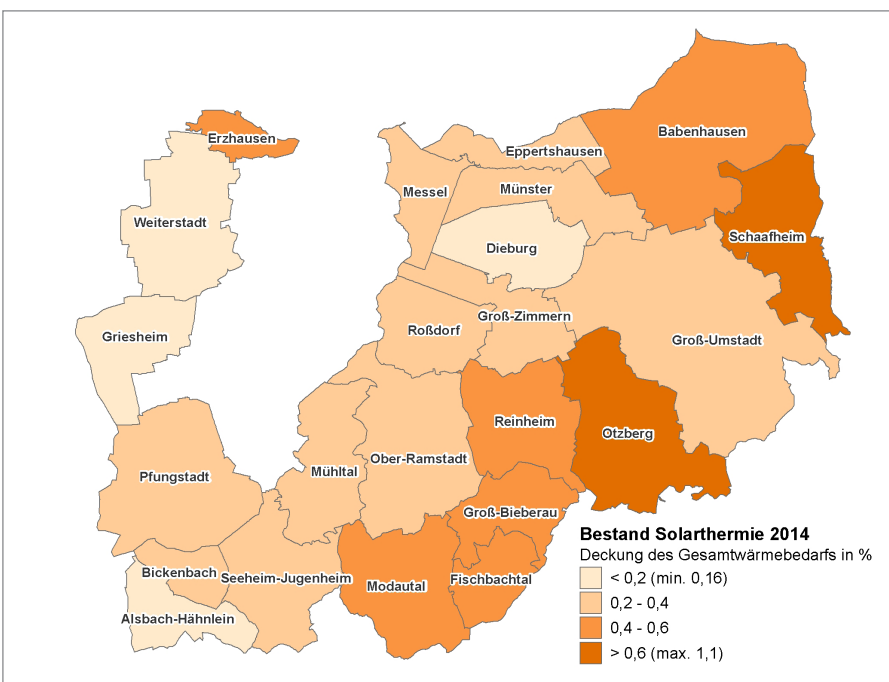 Erzhausen
Babenhausen
Eppertshausen
Messel
Münster
Weiterstadt
Schaafheim
Dieburg
Groß-Zimmern
Roßdorf
Griesheim
Groß-Umstadt
Reinheim
Otzberg
Ober-Ramstadt
Mühltal
Pfungstadt
Groß-Bieberau
Bickenbach
Seeheim-Jugenheim
Fischbachtal
Modautal
Alsbach-Hähnlein
Bestand Solarthermie 2014
Deckung des Gesamtwärmebedarfs in %
< 0,2 (min. 0,16)
0,2 - 0,4
0,4 - 0,6
> 0,6 (max. 1,1)